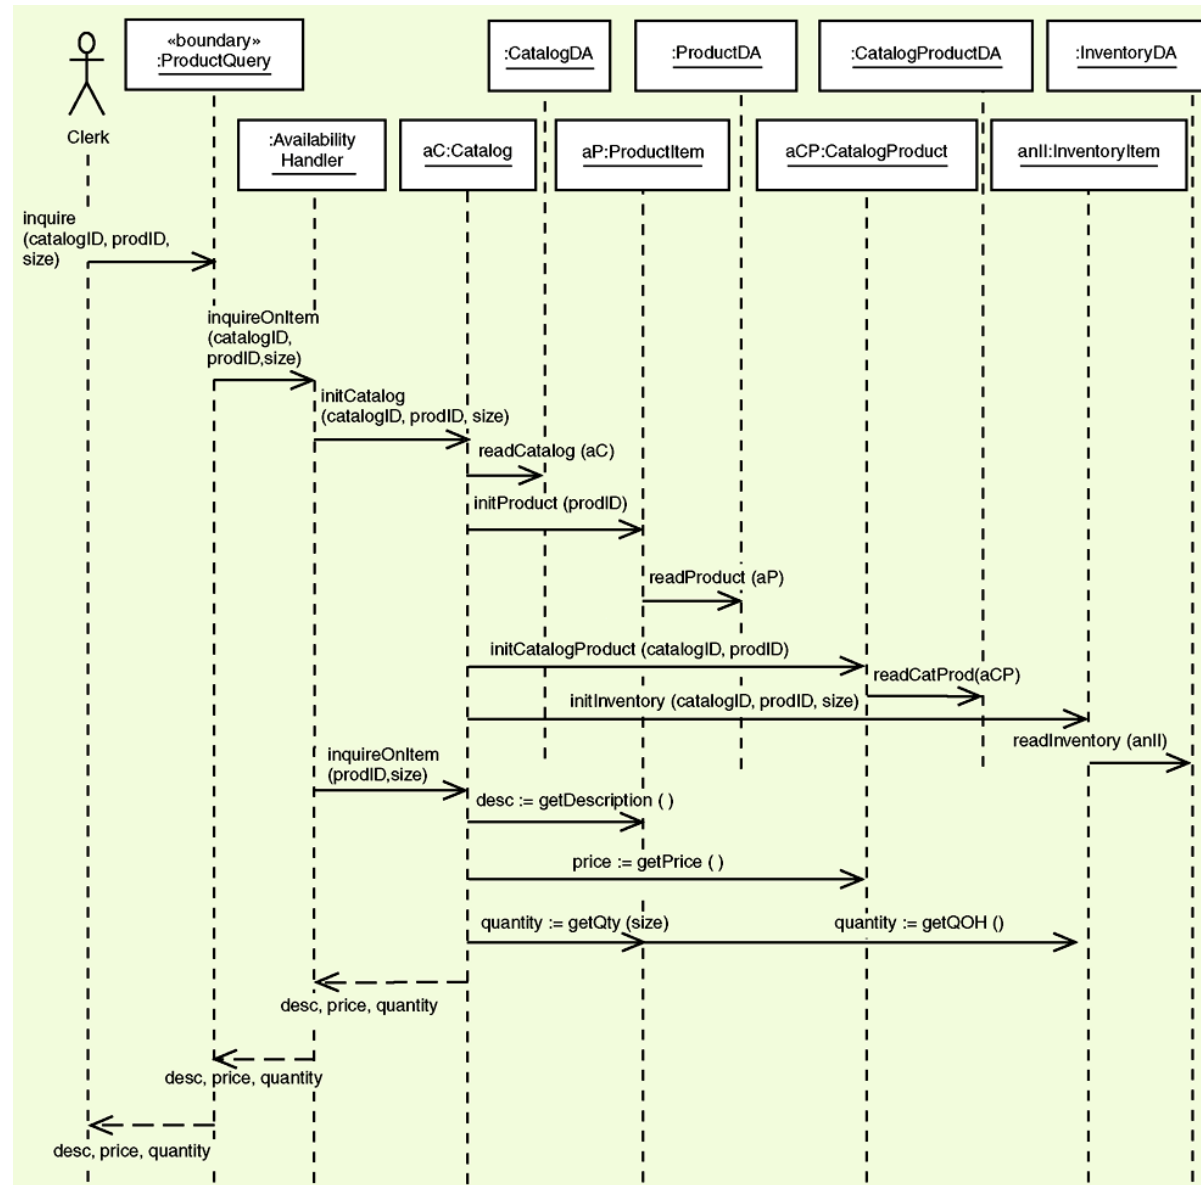 «boundary»
:ProductQuery
:CatalogDA
:ProductDA
:CatalogProductDA
:InventoryDA
Clerk
:Availability
Handler
aC:Catalog
aP:ProductItem
aCP:CatalogProduct
anII:InventoryItem
inquire
(catalogID, prodID,
size)
inquireOnItem
(catalogID,
prodID,size)
initCatalog
(catalogID, prodID, size)
readCatalog (aC)
initProduct (prodID)
readProduct (aP)
initCatalogProduct (catalogID, prodID)
readCatProd(aCP)
initInventory (catalogID, prodID, size)
readInventory (anII)
inquireOnItem
(prodID,size)
desc := getDescription ( )
price := getPrice ( )
quantity := getQty (size)
quantity := getQOH ()
desc, price, quantity
desc, price, quantity
desc, price, quantity